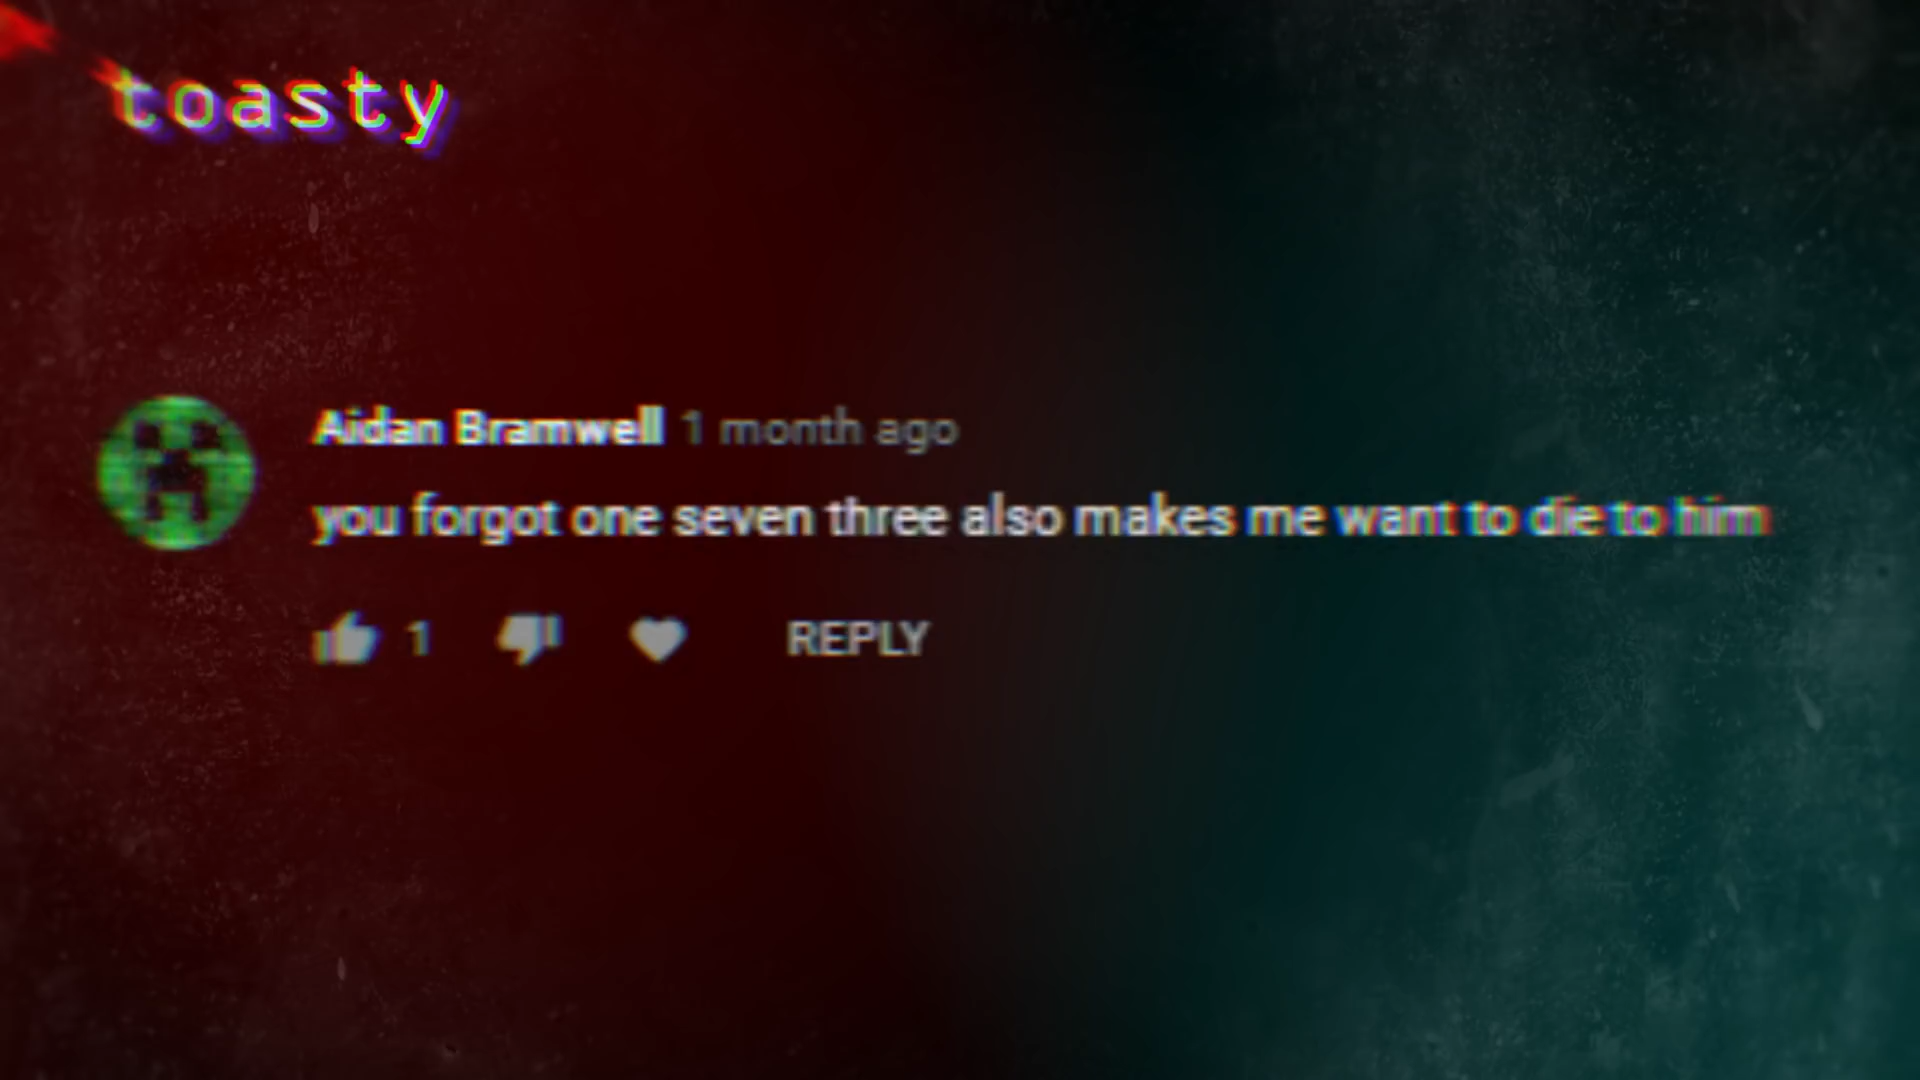 toasty
Aidan Bramwell 1 month ago
you forgot one seven three also makes me want to die to him
1 REPLY